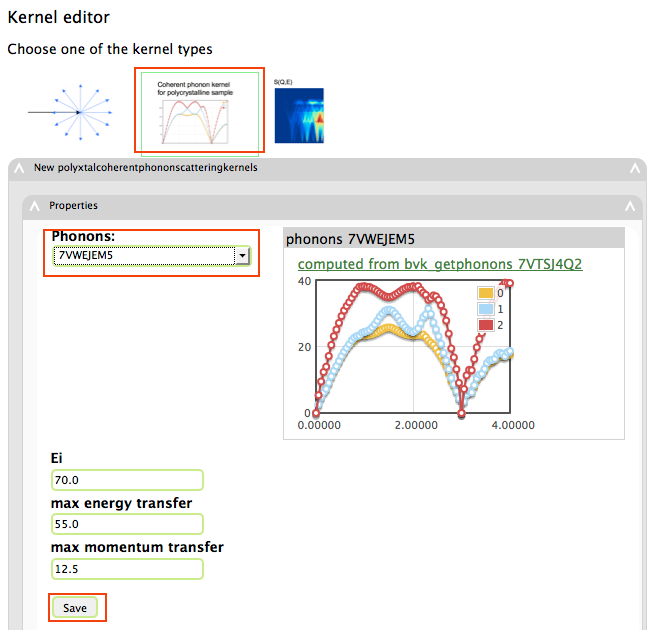 Kernel editor
Choose one of the kernel types
Coherent phonon kernel
for polycrystalline sample
S(Q,E)
New polyxtalcoherentphononscatteringkernels
Properties
Phonons:
7VWEJEM5
phonons 7VWEJEM5
computed from bvk_getphonons 7VTSJ4Q2
40
20
0
0.00000
2.00000
4.00000
0
1
2
Ei
70.0
max energy transfer
55.0
max momentum transfer
12.5
Save